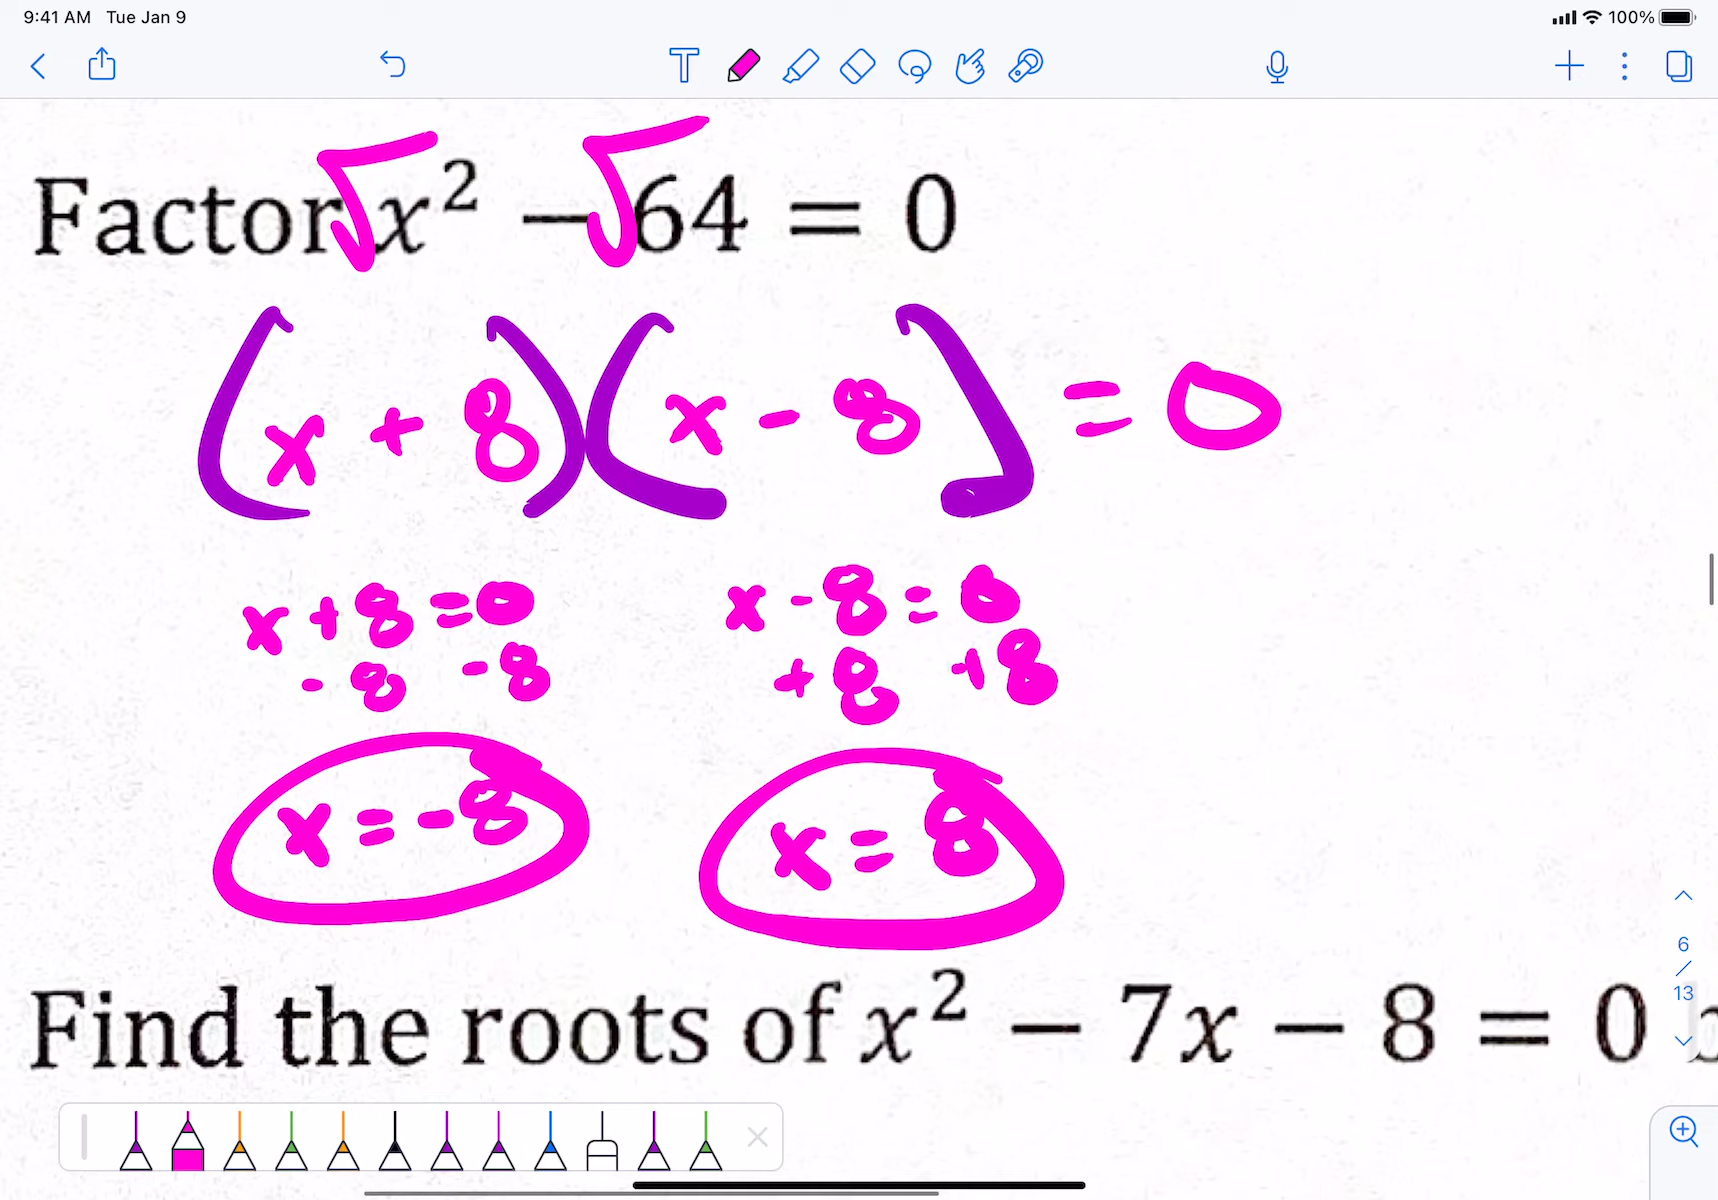 9:41 AM Tue Jan 9 100%
Factor √x² − √64 = 0
(x + 8)(x - 8) = 0
x + 8 = 0 x - 8 = 0
- 8 - 8 + 8 + 8
x = -8 x = 8
6
/
13
Find the roots of x² − 7x − 8 = 0